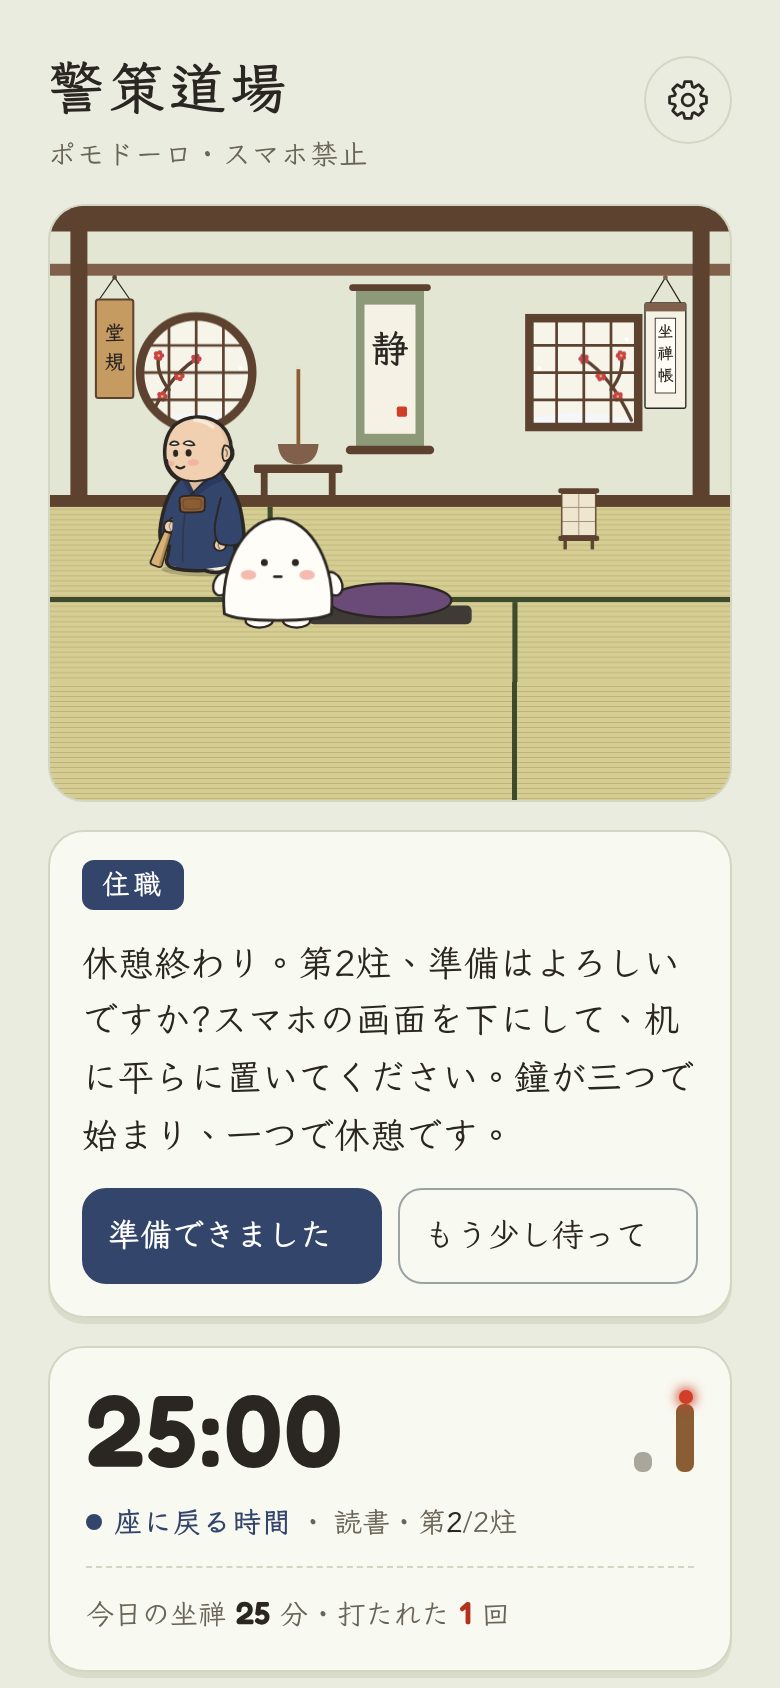 警策道場
ポモドーロ・スマホ禁止
堂規
静
坐禅帳
住職
休憩終わり。第2炷、準備はよろしい
ですか?スマホの画面を下にして、机
に平らに置いてください。鐘が三つで
始まり、一つで休憩です。
準備できました
もう少し待って
25:00
座に戻る時間 ・ 読書・第2/2炷
今日の坐禅 25 分・打たれた 1 回